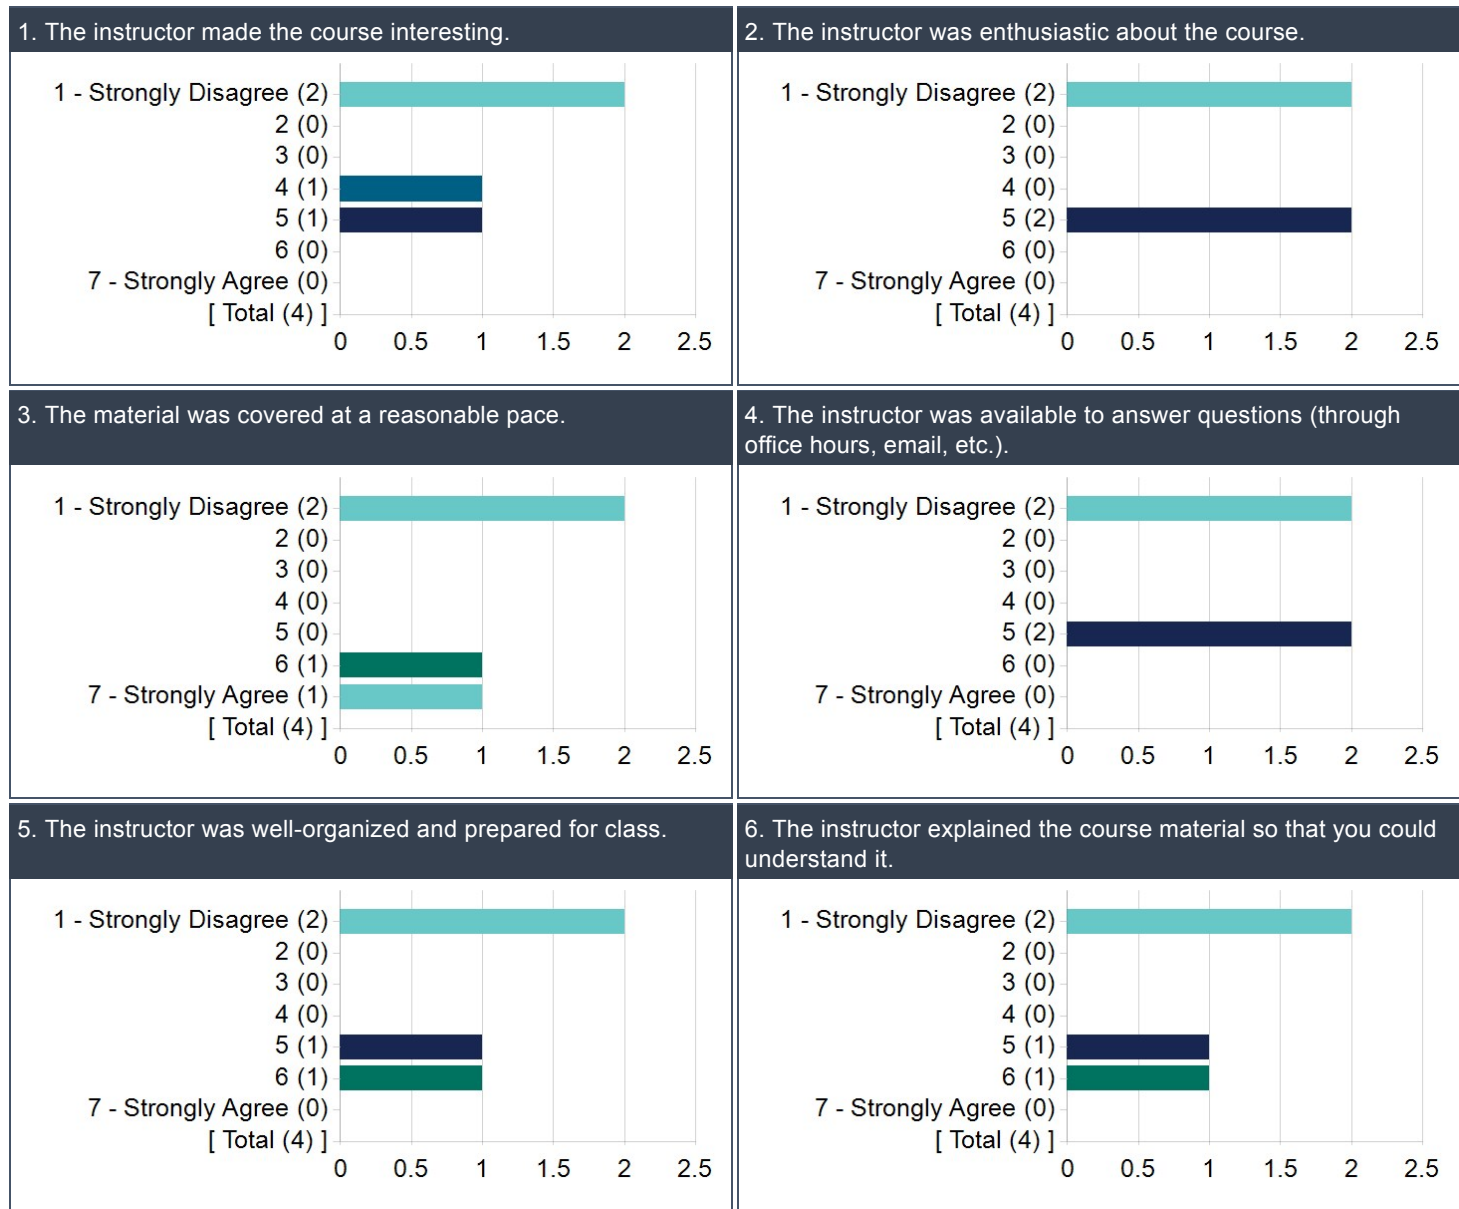 1. The instructor made the course interesting.
1 - Strongly Disagree (2)
2 (0)
3 (0)
4 (1)
5 (1)
6 (0)
7 - Strongly Agree (0)
[ Total (4) ]
0 0.5 1 1.5 2 2.5
2. The instructor was enthusiastic about the course.
1 - Strongly Disagree (2)
2 (0)
3 (0)
4 (0)
5 (2)
6 (0)
7 - Strongly Agree (0)
[ Total (4) ]
0 0.5 1 1.5 2 2.5
3. The material was covered at a reasonable pace.
1 - Strongly Disagree (2)
2 (0)
3 (0)
4 (0)
5 (0)
6 (1)
7 - Strongly Agree (1)
[ Total (4) ]
0 0.5 1 1.5 2 2.5
4. The instructor was available to answer questions (through
office hours, email, etc.).
1 - Strongly Disagree (2)
2 (0)
3 (0)
4 (0)
5 (2)
6 (0)
7 - Strongly Agree (0)
[ Total (4) ]
0 0.5 1 1.5 2 2.5
5. The instructor was well-organized and prepared for class.
1 - Strongly Disagree (2)
2 (0)
3 (0)
4 (0)
5 (1)
6 (1)
7 - Strongly Agree (0)
[ Total (4) ]
0 0.5 1 1.5 2 2.5
6. The instructor explained the course material so that you could
understand it.
1 - Strongly Disagree (2)
2 (0)
3 (0)
4 (0)
5 (1)
6 (1)
7 - Strongly Agree (0)
[ Total (4) ]
0 0.5 1 1.5 2 2.5